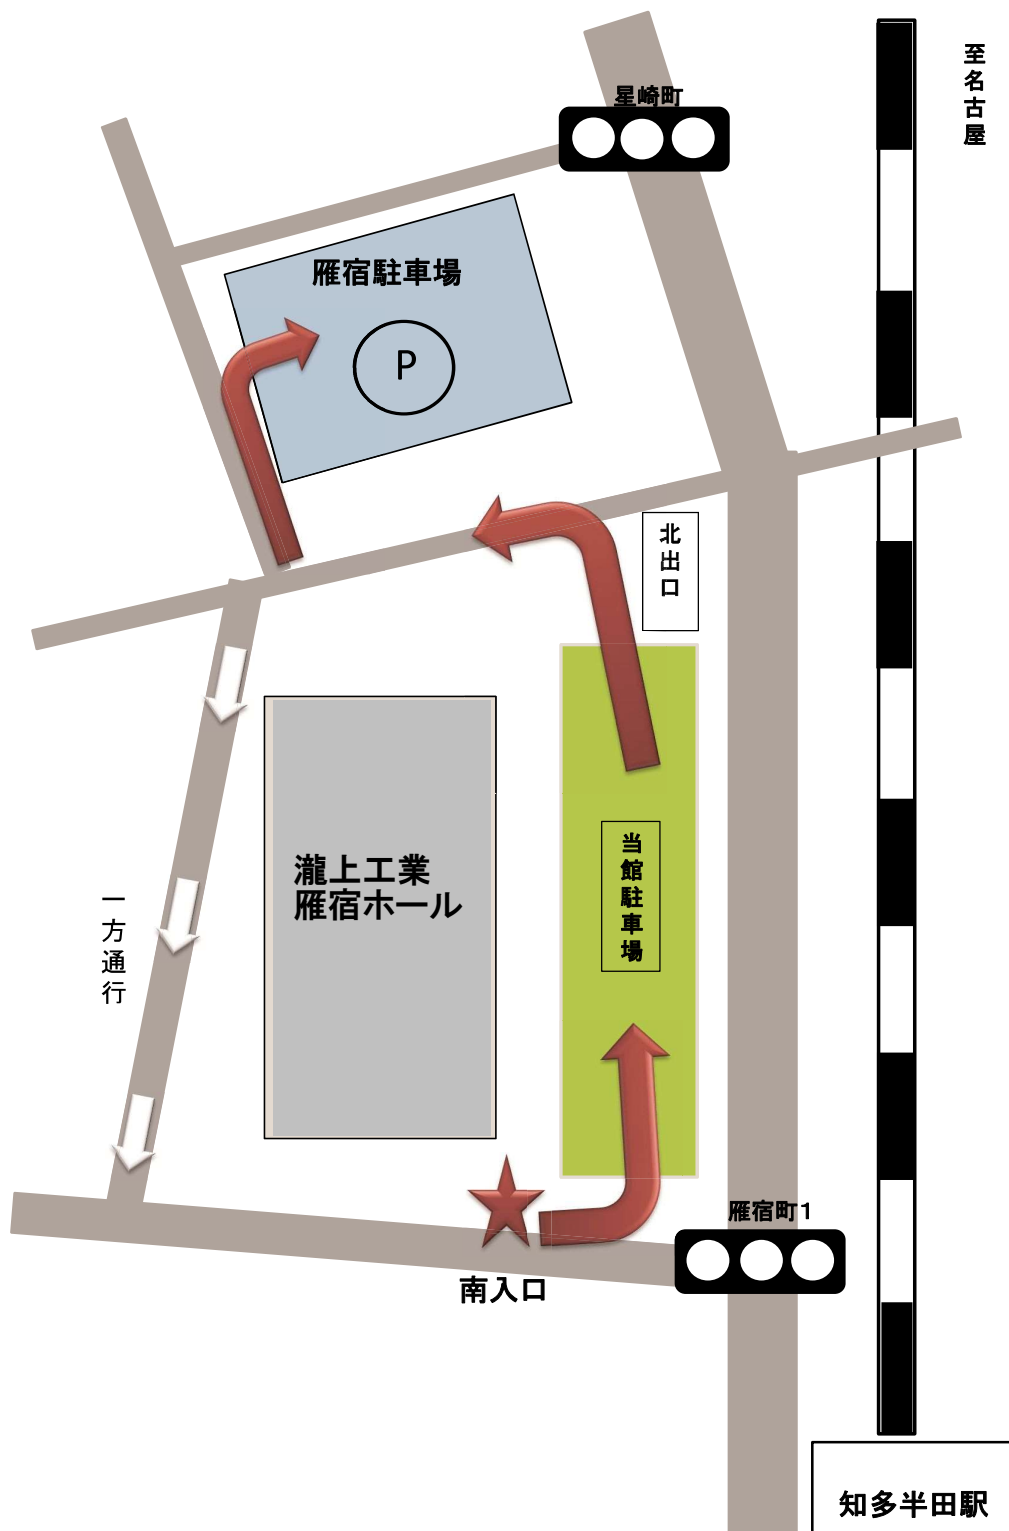 至名古屋
星崎町
雁宿駐車場
P
北出口
瀧上工業
雁宿ホール
当館駐車場
一方通行
雁宿町1
南入口
知多半田駅